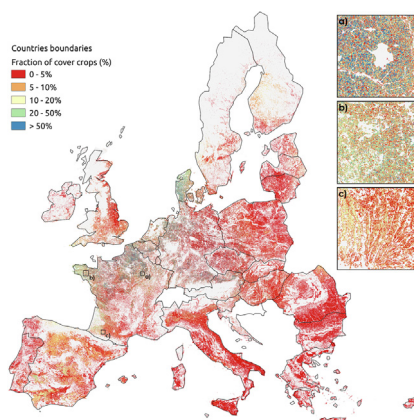 Countries boundaries
Fraction of cover crops (%)
0 - 5%
5 - 10%
10 - 20%
20 - 50%
> 50%
a)
b)
c)
b)
a)
c)